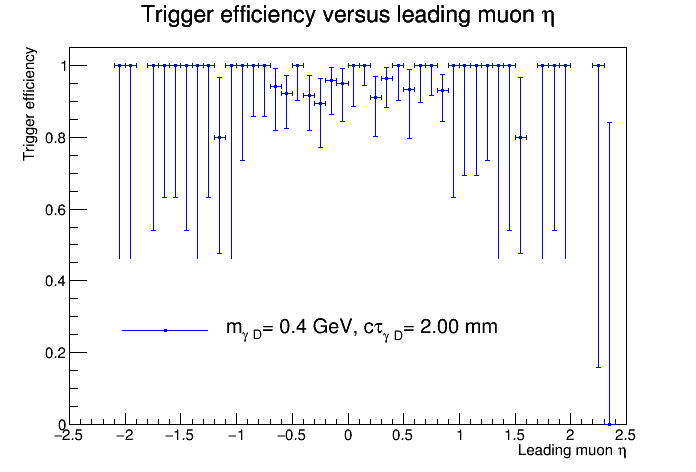 Trigger efficiency versus leading muon η
Trigger efficiency
1
0.8
0.6
0.4
0.2
0
m_γ D= 0.4 GeV, cτ_γ D= 2.00 mm
−2.5 −2 −1.5 −1 −0.5 0 0.5 1 1.5 2 2.5
Leading muon η